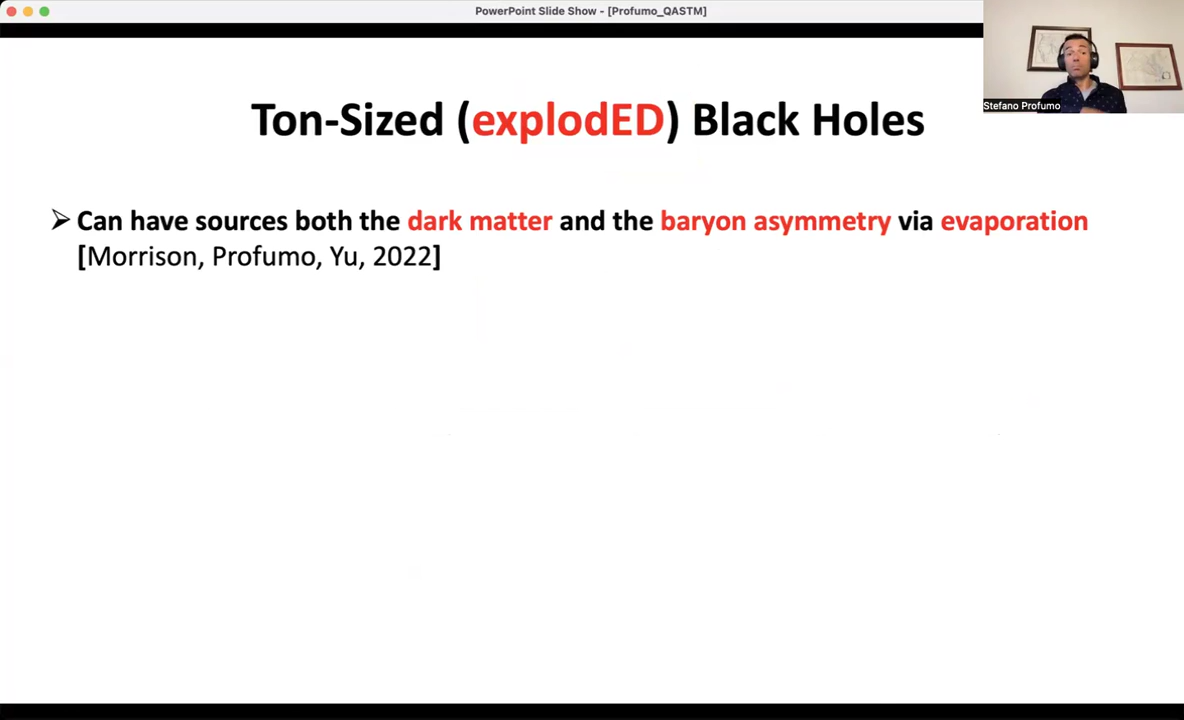 PowerPoint Slide Show - [Profumo_QASTM]
Stefano Profumo
Ton-Sized (explodED) Black Holes
➢ Can have sources both the dark matter and the baryon asymmetry via evaporation
[Morrison, Profumo, Yu, 2022]